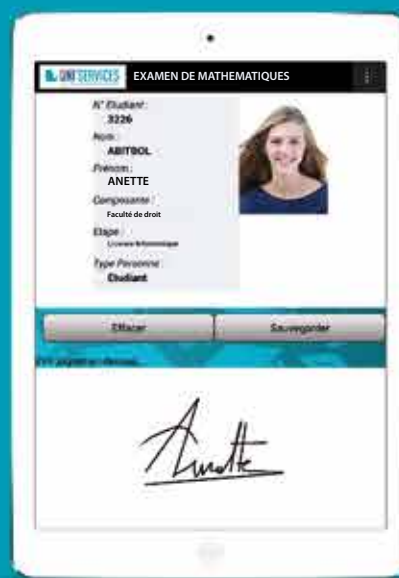 UNI'SERVICES EXAMEN DE MATHEMATIQUES
N° Etudiant :
3226
Nom :
ABITBOL
Prénom :
ANETTE
Composante :
Faculté de droit
Etape :
Licence
Type Personne
Etudiant
Effacer Sauvegarder
Anette